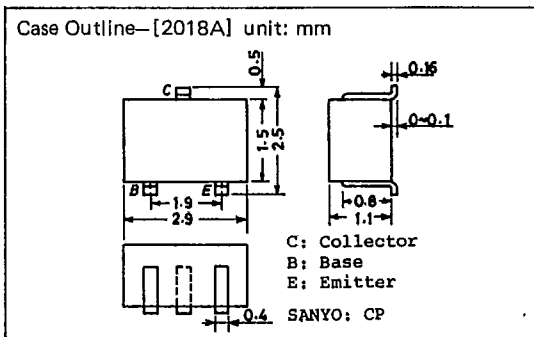 Case Outline—[2018A] unit: mm
C
0.5
0.16
1.5
2.5
0~0.1
B
E
1.9
0.8
2.9
1.1
C: Collector
B: Base
E: Emitter
0.4
SANYO: CP